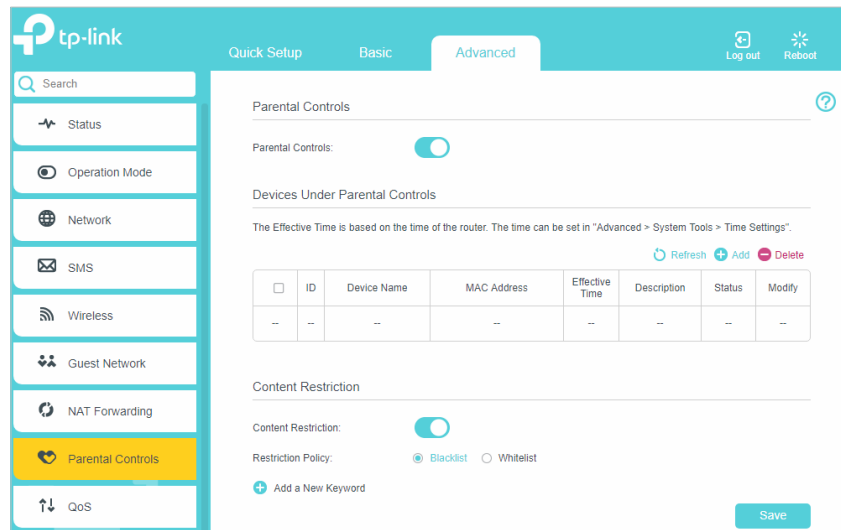 tp-link
Quick Setup Basic Advanced
Log out Reboot
Search
Status
Operation Mode
Network
SMS
Wireless
Guest Network
NAT Forwarding
Parental Controls
QoS
Parental Controls
Parental Controls:
Devices Under Parental Controls
The Effective Time is based on the time of the router. The time can be set in "Advanced > System Tools > Time Settings".
Refresh Add Delete
ID Device Name MAC Address Effective Time Description Status Modify
-- -- -- -- -- -- -- --
Content Restriction
Content Restriction:
Restriction Policy: Blacklist Whitelist
Add a New Keyword
Save